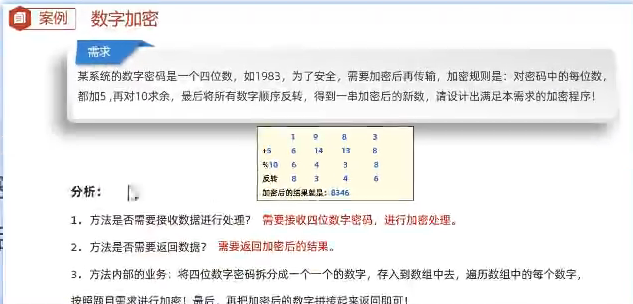 案例 数字加密
需求
某系统的数字密码是一个四位数，如1983，为了安全，需要加密后再传输，加密规则是：对密码中的每位数，
都加5 ,再对10求余，最后将所有数字顺序反转，得到一串加密后的新数，请设计出满足本需求的加密程序！
1 9 8 3
+5 6 14 13 8
%10 6 4 3 8
反转 8 3 4 6
加密后的结果就是：8346
分析：
1．方法是否需要接收数据进行处理？ 需要接收四位数字密码，进行加密处理。
2．方法是否需要返回数据？ 需要返回加密后的结果。
3．方法内部的业务：将四位数字密码拆分成一个一个的数字，存入到数组中去，遍历数组中的每个数字，
按照题目需求进行加密！最后，再把加密后的数字拼接起来返回即可！